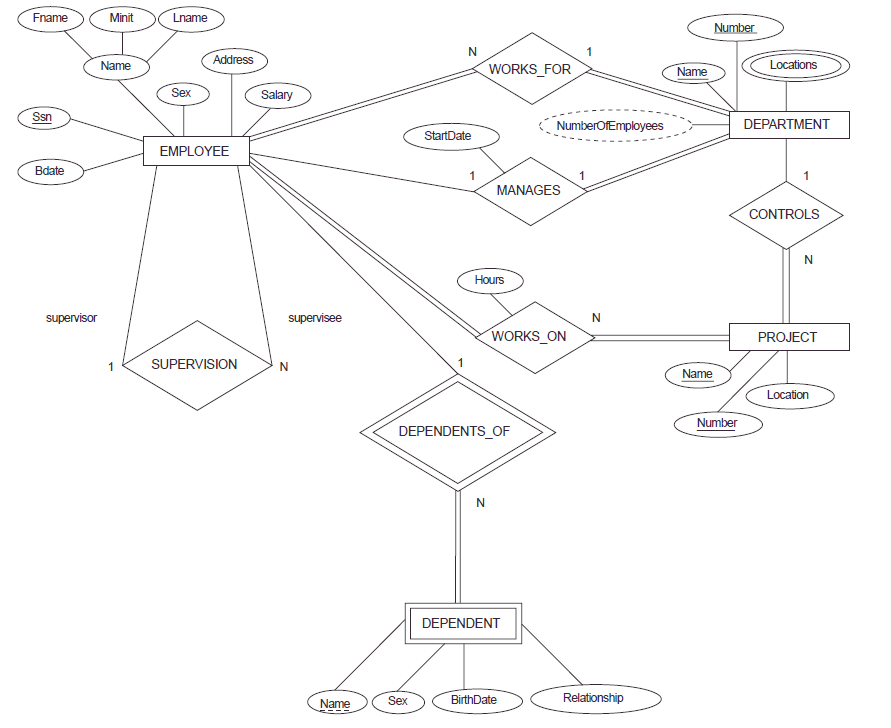 Fname
Minit
Lname
Number
N
1
Address
Locations
Name
WORKS_FOR
Name
Sex
Salary
Ssn
StartDate
NumberOfEmployees
DEPARTMENT
EMPLOYEE
Bdate
1
1
1
MANAGES
CONTROLS
N
Hours
supervisor
supervisee
N
WORKS_ON
PROJECT
1
SUPERVISION
N
1
Name
Location
Number
DEPENDENTS_OF
N
DEPENDENT
Name
Sex
BirthDate
Relationship